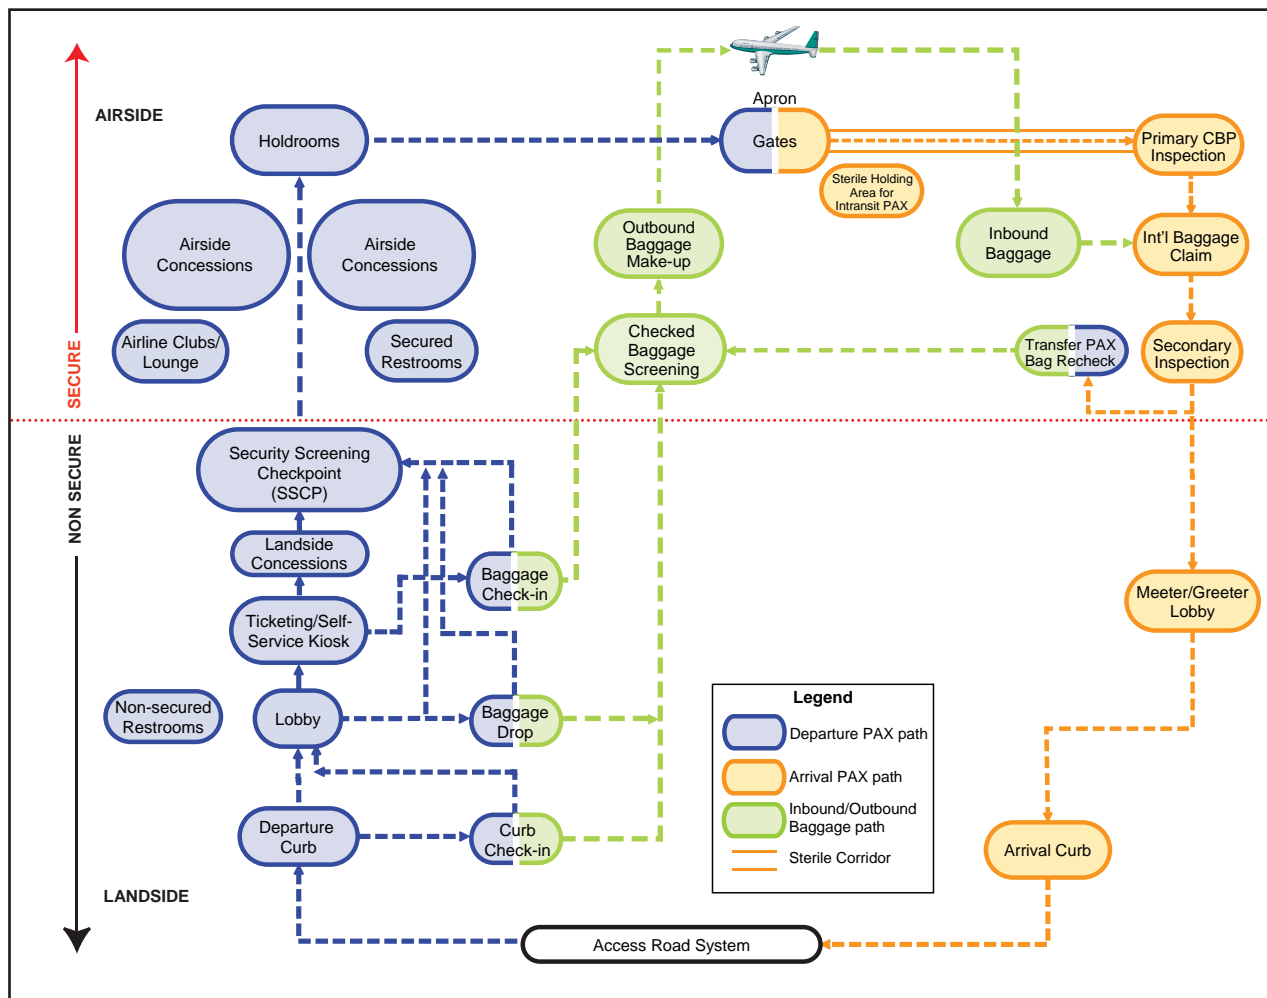 AIRSIDE
Apron
Holdrooms
Gates
Primary CBP
Inspection
Sterile Holding
Area for
Intransit PAX
Airside
Concessions
Airside
Concessions
Outbound
Baggage
Make-up
Inbound
Baggage
Int'l Baggage
Claim
Airline Clubs/
Lounge
Secured
Restrooms
Checked
Baggage
Screening
Transfer PAX
Bag Recheck
Secondary
Inspection
SECURE
NON SECURE
Security Screening
Checkpoint
(SSCP)
Landside
Concessions
Baggage
Check-in
Ticketing/Self-
Service Kiosk
Meeter/Greeter
Lobby
Non-secured
Restrooms
Lobby
Baggage
Drop
Legend
Departure PAX path
Arrival PAX path
Inbound/Outbound
Baggage path
Sterile Corridor
Departure
Curb
Curb
Check-in
Arrival Curb
LANDSIDE
Access Road System